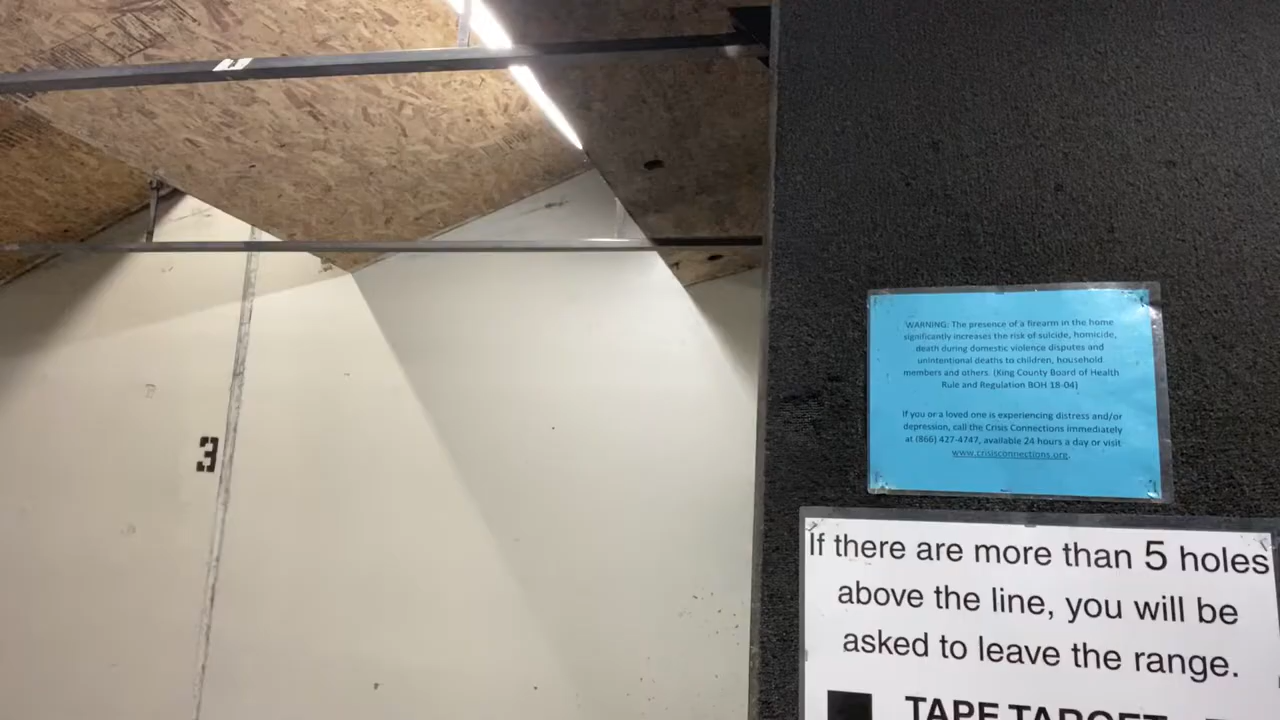 3
WARNING: The presence of a firearm in the home
significantly increases the risk of suicide, homicide,
death during domestic violence disputes and
unintentional deaths to children, household
members and others. (King County Board of Health
Rule and Regulation BOH 18-04)
If you or a loved one is experiencing distress and/or
depression, call the Crisis Connections immediately
at (866) 427-4747, available 24 hours a day or visit
www.crisisconnections.org.
If there are more than 5 holes
above the line, you will be
asked to leave the range.
TAPE TARGET